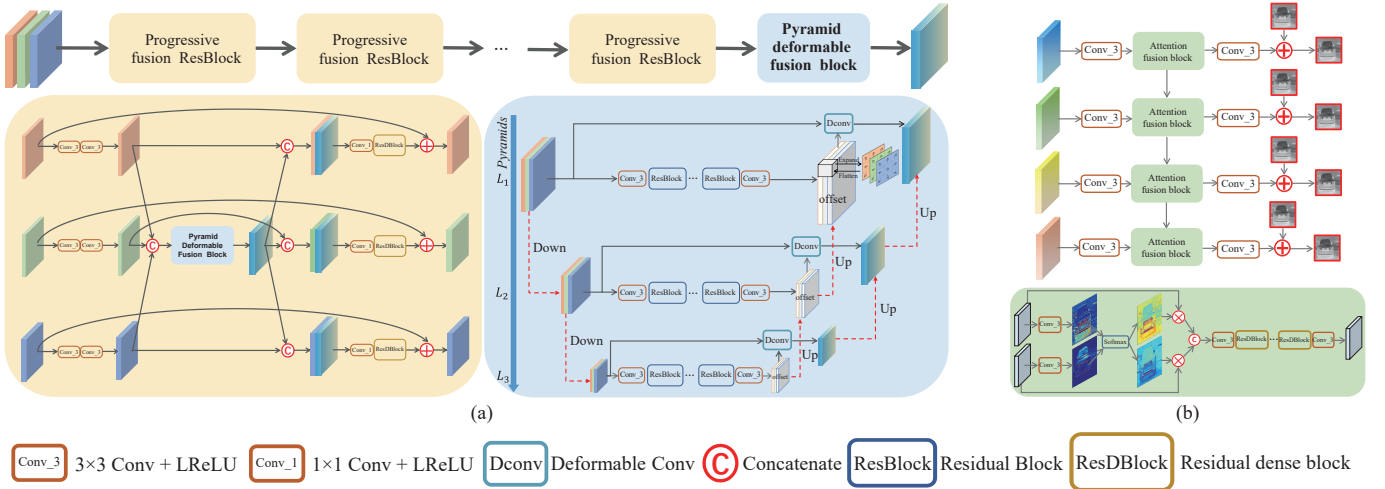 Progressive
fusion ResBlock
Progressive
fusion ResBlock
...
Progressive
fusion ResBlock
Pyramid
deformable
fusion block
Conv_3 Conv_3
C
Conv_1 ResDBlock
Conv_3 Conv_3
C
Pyramid
Deformable
Fusion Block
C
Conv_1 ResDBlock
Conv_3 Conv_3
C
Conv_1 ResDBlock
Pyramids
L1
L2
L3
Dconv
Conv_3 ResBlock ... ResBlock Conv_3
Expand
Flatten
offset
Down
Up
Up
Dconv
Conv_3 ResBlock ... ResBlock Conv_3
offset
Down
Up
Up
Dconv
Conv_3 ResBlock ... ResBlock Conv_3
offset
(a)
Conv_3
Attention
fusion block
Conv_3
Conv_3
Attention
fusion block
Conv_3
Conv_3
Attention
fusion block
Conv_3
Conv_3
Attention
fusion block
Conv_3
Conv_3
Conv_3
Softmax
C
Conv_3 ResDBlock ... ResDBlock Conv_3
(b)
Conv_3 3×3 Conv + LReLU Conv_1 1×1 Conv + LReLU Dconv Deformable Conv C Concatenate ResBlock Residual Block ResDBlock Residual dense block